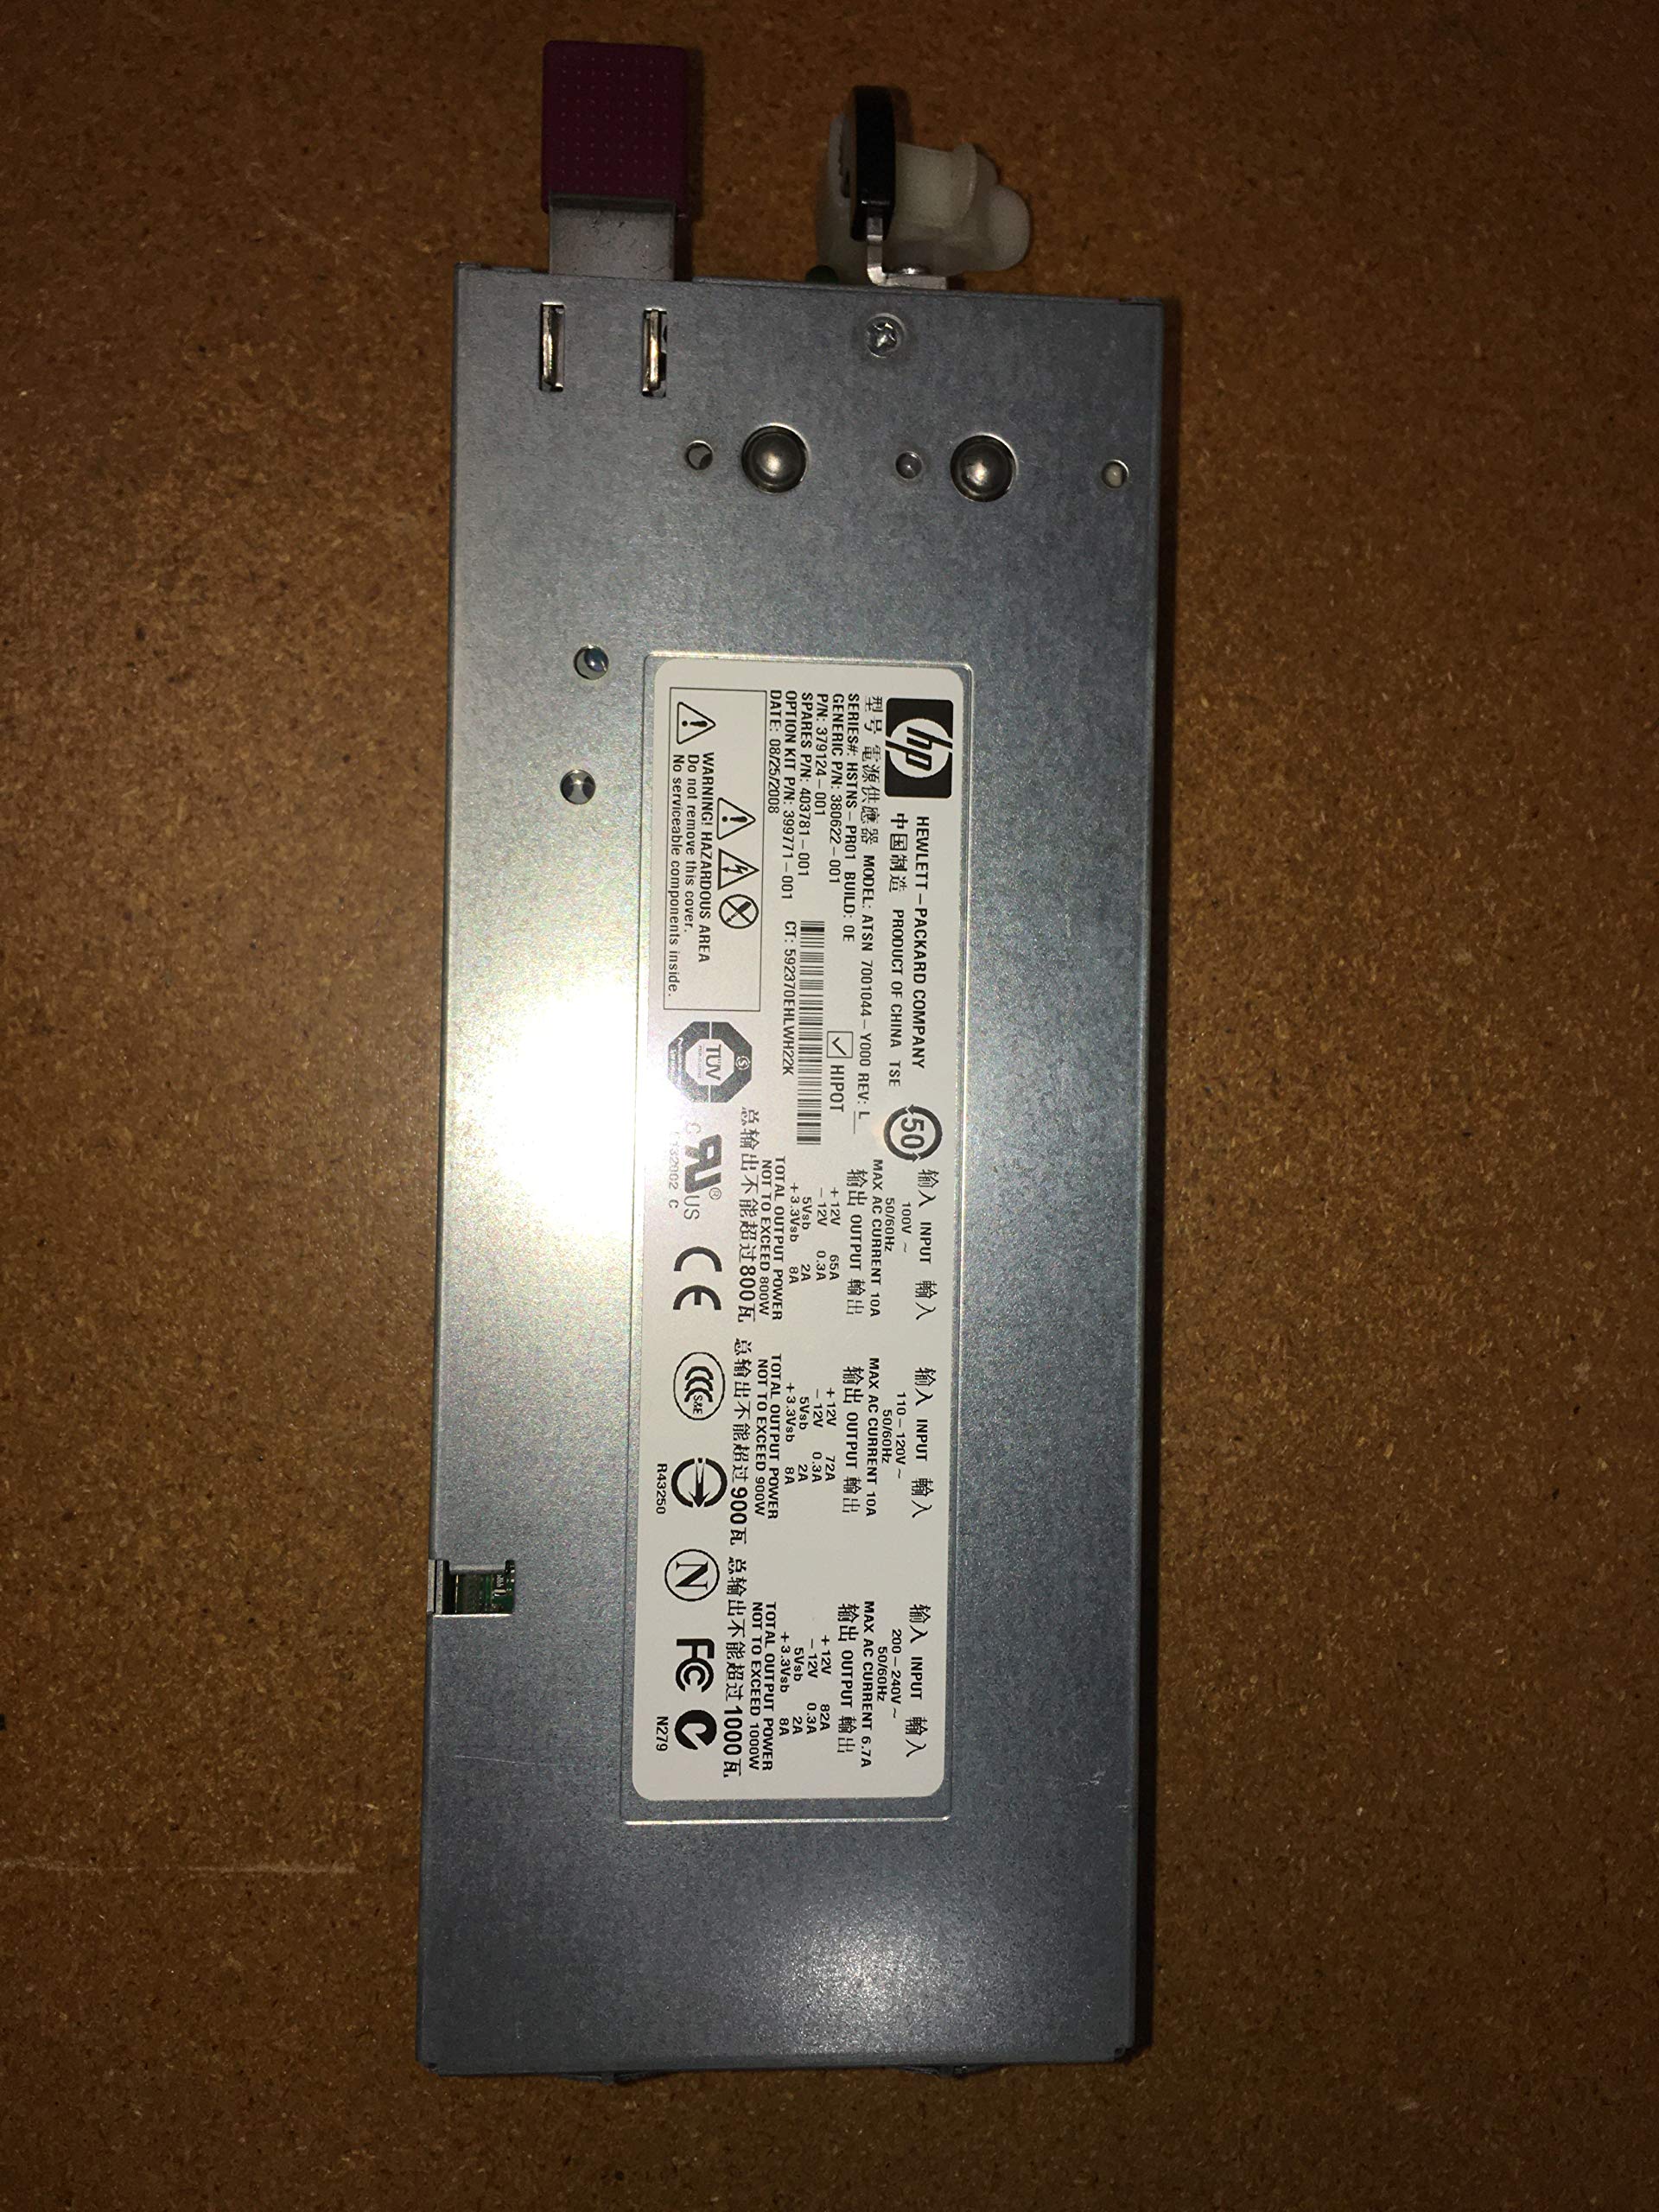 hp
HEWLETT-PACKARD COMPANY
中国制造 PRODUCT OF CHINA TSE
型号 電源供應器 MODEL: ATSN 7001044-Y000 REV: L
SERIES#: HSTNS-PR01 BUILD: 0E
GENERIC P/N: 380622-001
P/N: 379124-001
SPARES P/N: 403781-001
OPTION KIT P/N: 399771-001
DATE: 08/25/2008
HIPOT
CT: 592370EHLWH22K
WARNING! HAZARDOUS AREA
Do not remove this cover.
No serviceable components inside.
50
输入 INPUT 輸入
100V~
50/60Hz
MAX AC CURRENT 10A
输出 OUTPUT 輸出
+12V 65A
-12V 0.3A
5Vsb 2A
+3.3Vsb 8A
TOTAL OUTPUT POWER
NOT TO EXCEED 800W
总输出不能超过800瓦
输入 INPUT 輸入
110-120V~
50/60Hz
MAX AC CURRENT 10A
输出 OUTPUT 輸出
+12V 72A
-12V 0.3A
5Vsb 2A
+3.3Vsb 8A
TOTAL OUTPUT POWER
NOT TO EXCEED 900W
总输出不能超过900瓦
输入 INPUT 輸入
200-240V~
50/60Hz
MAX AC CURRENT 6.7A
输出 OUTPUT 輸出
+12V 82A
-12V 0.3A
5Vsb 2A
+3.3Vsb 8A
TOTAL OUTPUT POWER
NOT TO EXCEED 1000W
总输出不能超过1000瓦
TÜV
US
CE
S&E
R43250
N
FC
N279